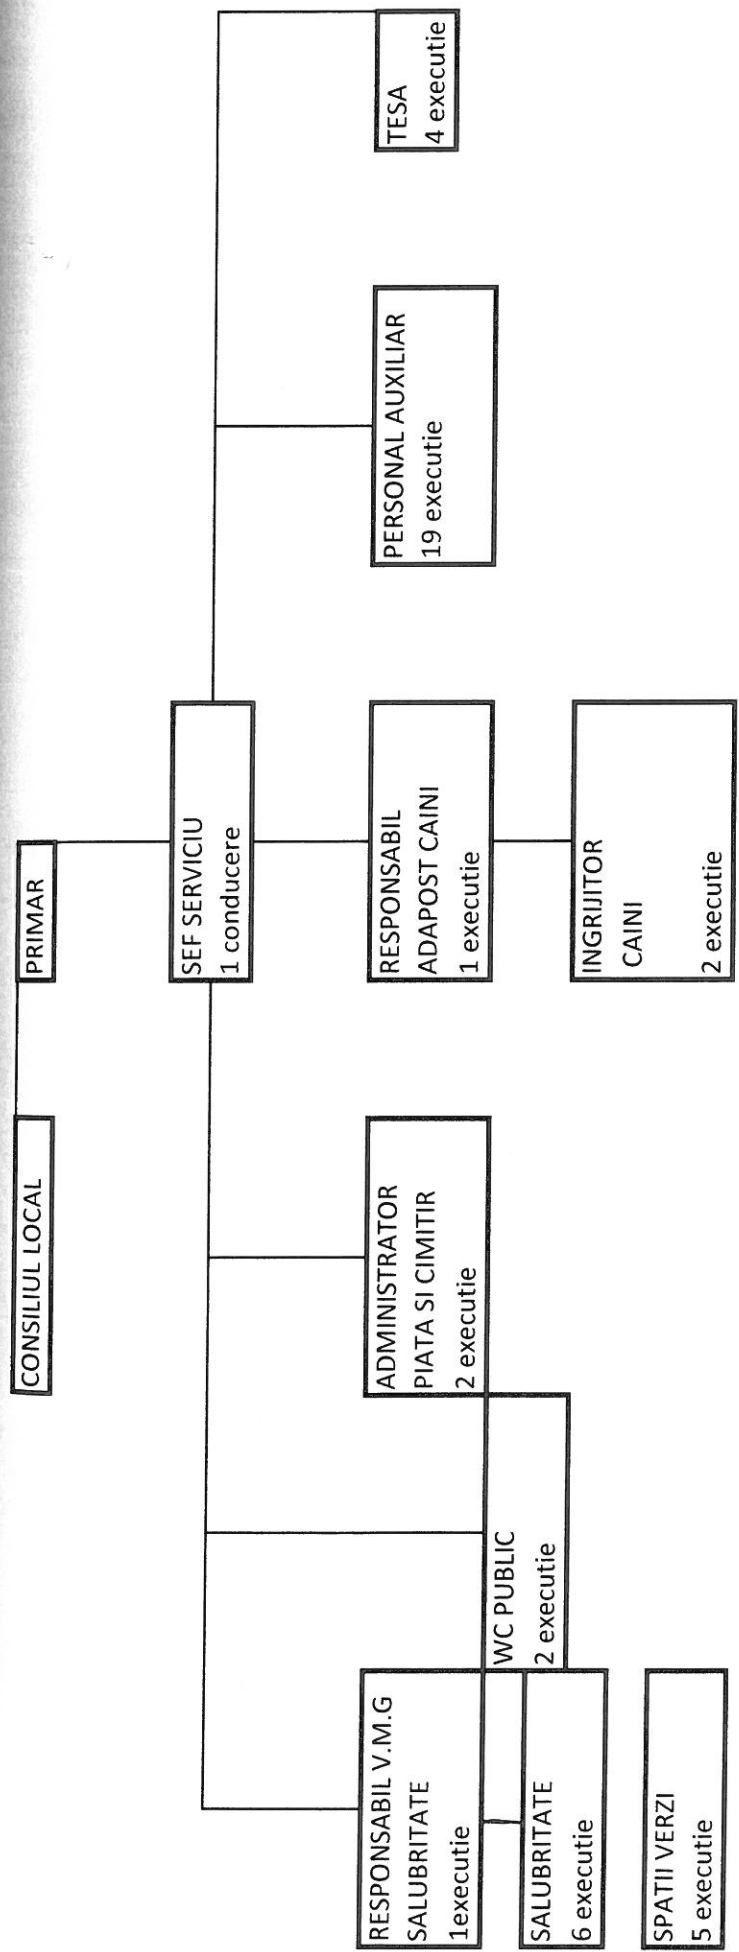 CONSILIUL LOCAL
PRIMAR
SEF SERVICIU
1 conducere
RESPONSABIL V.M.G
SALUBRITATE
1executie
ADMINISTRATOR
PIATA SI CIMITIR
2 executie
RESPONSABIL
ADAPOST CAINI
1 executie
PERSONAL AUXILIAR
19 executie
TESA
4 executie
WC PUBLIC
2 executie
SALUBRITATE
6 executie
INGRIJITOR
CAINI
2 executie
SPATII VERZI
5 executie